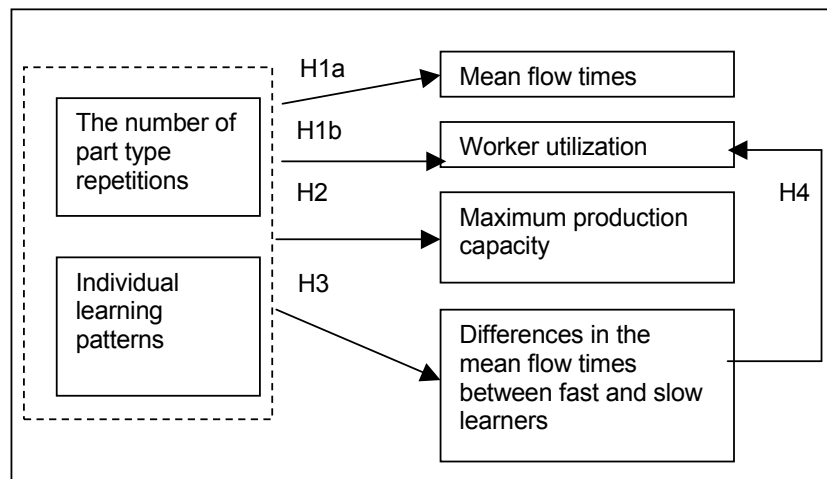 H1a
Mean flow times
The number of
part type
repetitions
H1b
Worker utilization
H2
H4
Maximum production
capacity
Individual
learning
patterns
H3
Differences in the
mean flow times
between fast and slow
learners